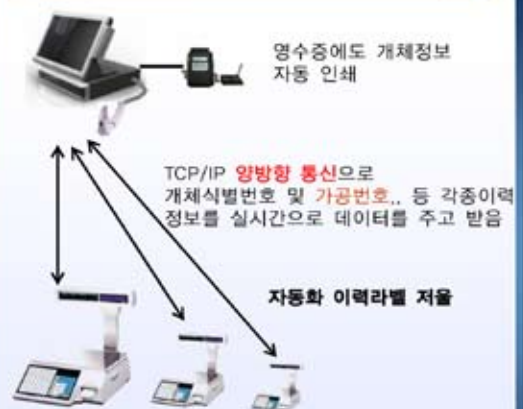 영수증에도 개체정보
자동 인쇄
TCP/IP 양방향 통신으로
개체식별번호 및 가공번호.. 등 각종이력
정보를 실시간으로 데이터를 주고 받음
자동화 이력라벨 저울